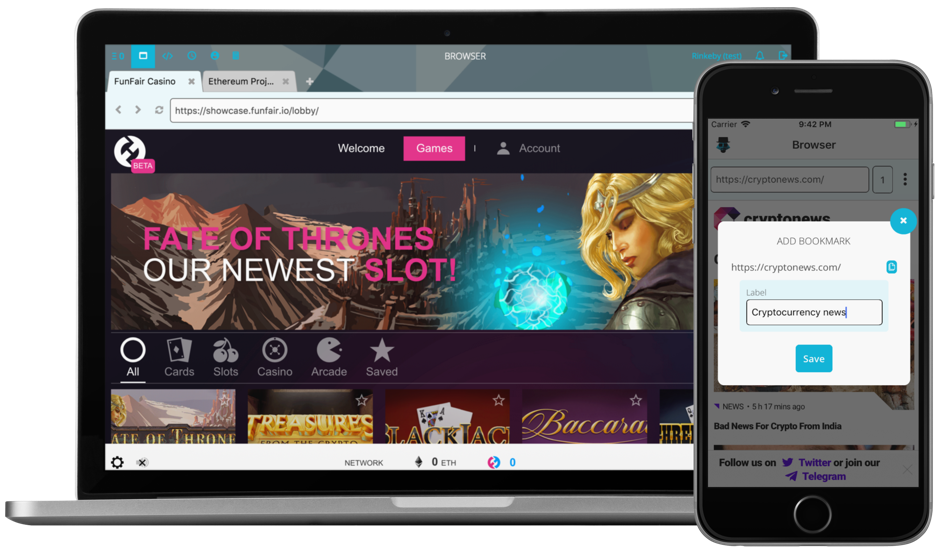 BROWSER
Rinkeby (test)
FunFair Casino
Ethereum Proj...
https://showcase.funfair.io/lobby/
BETA
Welcome
Games
Account
FATE OF THRONES
OUR NEWEST SLOT!
All
Cards
Slots
Casino
Arcade
Saved
ATE OF THRONE
TREASURES
FROM THE CRYPTO
LACKJAC
Baccara
NETWORK
0 ETH
0
Carrier
9:42 PM
Browser
https://cryptonews.com/
1
cryptonews
ADD BOOKMARK
https://cryptonews.com/
Label
Cryptocurrency news
Save
NEWS • 5 h 17 mins ago
Bad News For Crypto From India
Follow us on Twitter or join our
Telegram